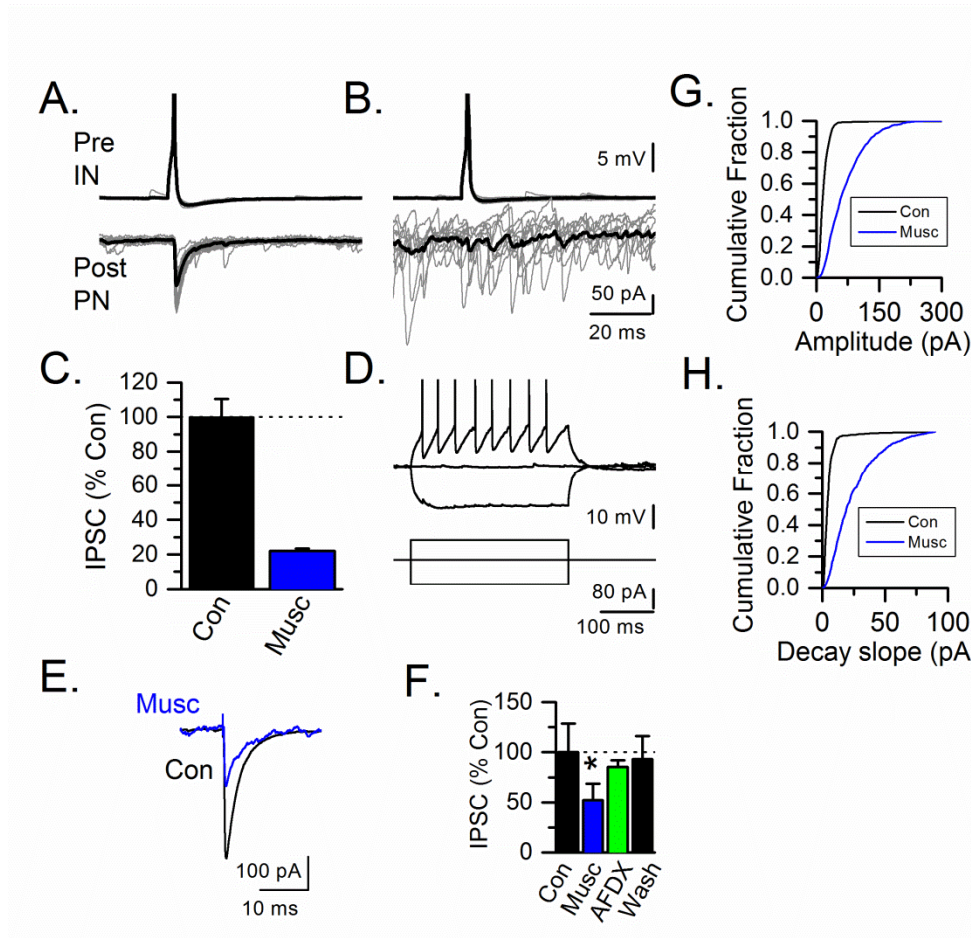 A.
Pre
IN
Post
PN
B.
5 mV
50 pA
20 ms
C.
IPSC (% Con)
120
100
80
60
40
20
0
Con
Musc
D.
10 mV
80 pA
100 ms
E.
Musc
Con
100 pA
10 ms
F.
IPSC (% Con)
150
100
50
0
*
Con
Musc
AFDX
Wash
G.
Cumulative Fraction
1.0
0.8
0.6
0.4
0.2
0.0
Con
Musc
0
150
300
Amplitude (pA)
H.
Cumulative Fraction
1.0
0.8
0.6
0.4
0.2
0.0
Con
Musc
0
50
100
Decay slope (pA